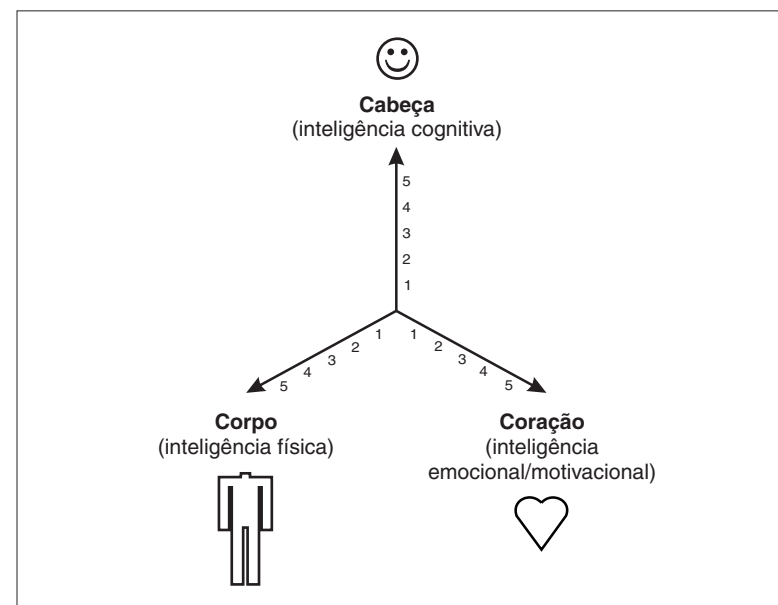 Cabeça
(inteligência cognitiva)
5
4
3
2
1
1 1
2 2
3 3
4 4
5 5
Corpo
(inteligência física)
Coração
(inteligência
emocional/motivacional)